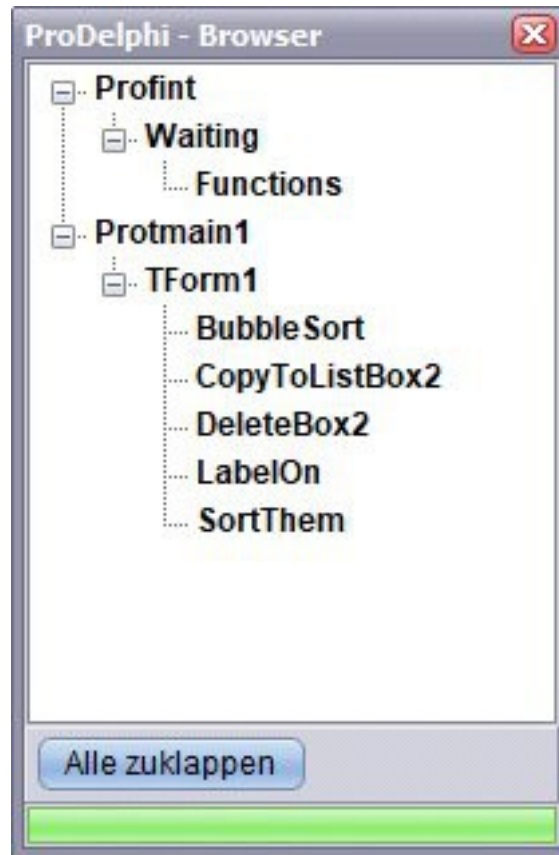 ProDelphi - Browser
Profint
Waiting
Functions
Protmain1
TForm1
BubbleSort
CopyToListBox2
DeleteBox2
LabelOn
SortThem
Alle zuklappen